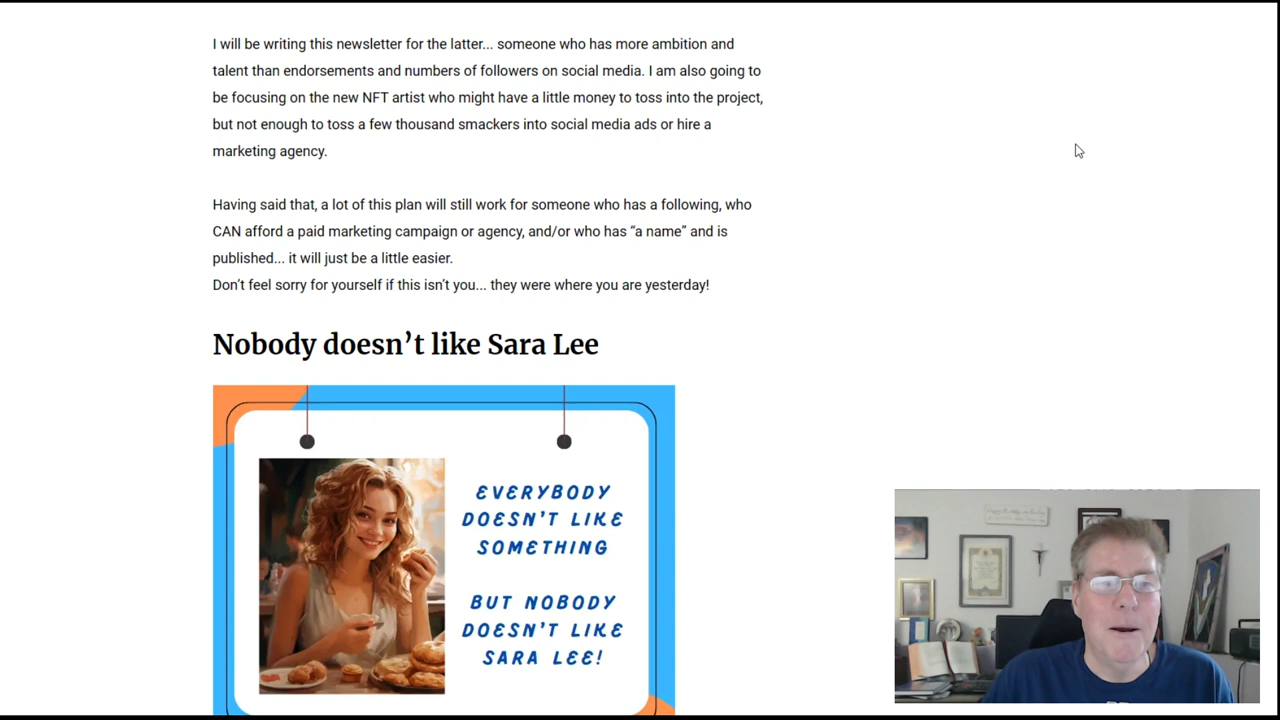 I will be writing this newsletter for the latter... someone who has more ambition and
talent than endorsements and numbers of followers on social media. I am also going to
be focusing on the new NFT artist who might have a little money to toss into the project,
but not enough to toss a few thousand smackers into social media ads or hire a
marketing agency.
Having said that, a lot of this plan will still work for someone who has a following, who
CAN afford a paid marketing campaign or agency, and/or who has “a name” and is
published... it will just be a little easier.
Don’t feel sorry for yourself if this isn’t you... they were where you are yesterday!
Nobody doesn’t like Sara Lee
EVERYBODY
DOESN'T LIKE
SOMETHING
BUT NOBODY
DOESN'T LIKE
SARA LEE!